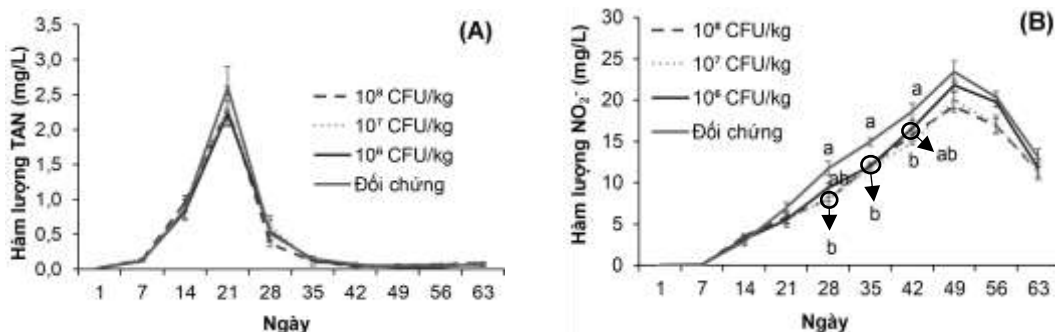 Hàm lượng TAN (mg/L)
3,5
3,0
2,5
2,0
1,5
1,0
0,5
0,0
(A)
10⁸ CFU/kg
10⁷ CFU/kg
10⁶ CFU/kg
Đối chứng
1 7 14 21 28 35 42 49 56 63
Ngày
Hàm lượng NO₂⁻ (mg/L)
30
25
20
15
10
5
0
(B)
10⁸ CFU/kg
10⁷ CFU/kg
10⁶ CFU/kg
Đối chứng
a
a
a
ab
b
ab
b
b
1 7 14 21 28 35 42 49 56 63
Ngày